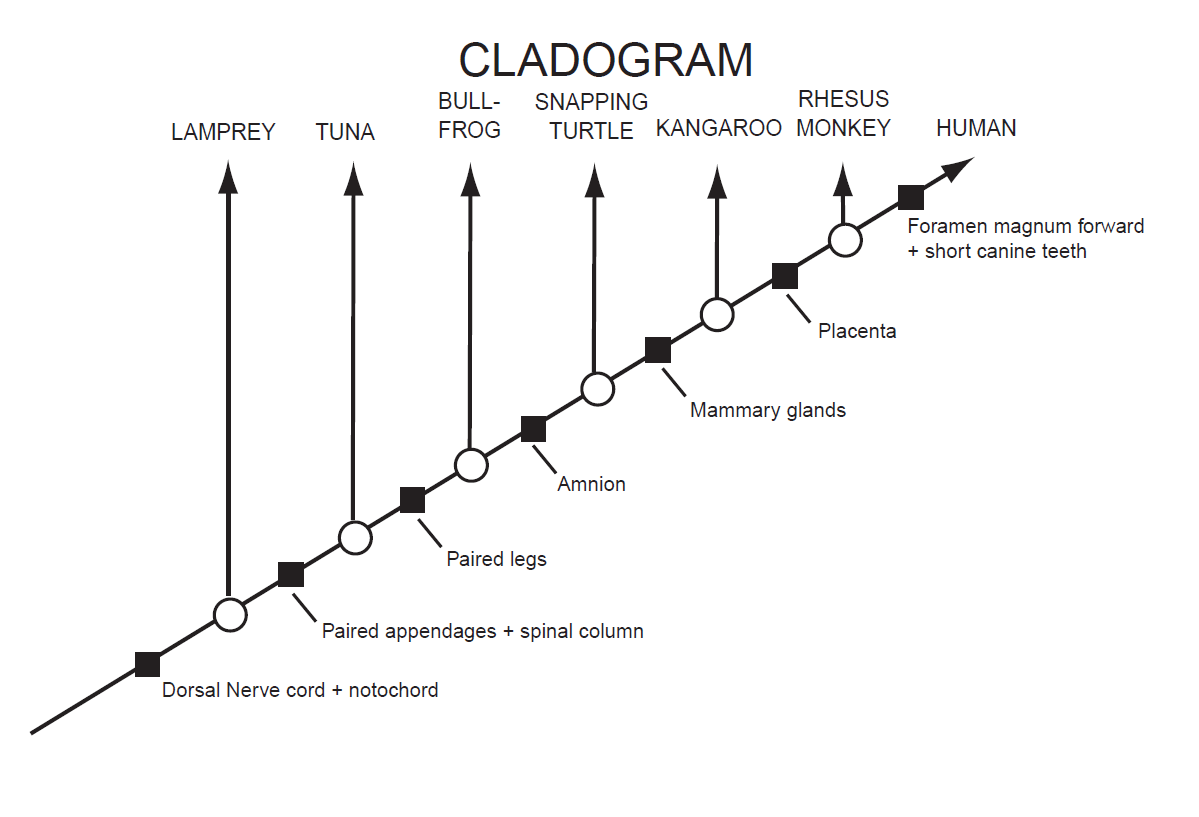 CLADOGRAM
LAMPREY
TUNA
BULL-
FROG
SNAPPING
TURTLE
KANGAROO
RHESUS
MONKEY
HUMAN
Foramen magnum forward
+ short canine teeth
Placenta
Mammary glands
Amnion
Paired legs
Paired appendages + spinal column
Dorsal Nerve cord + notochord